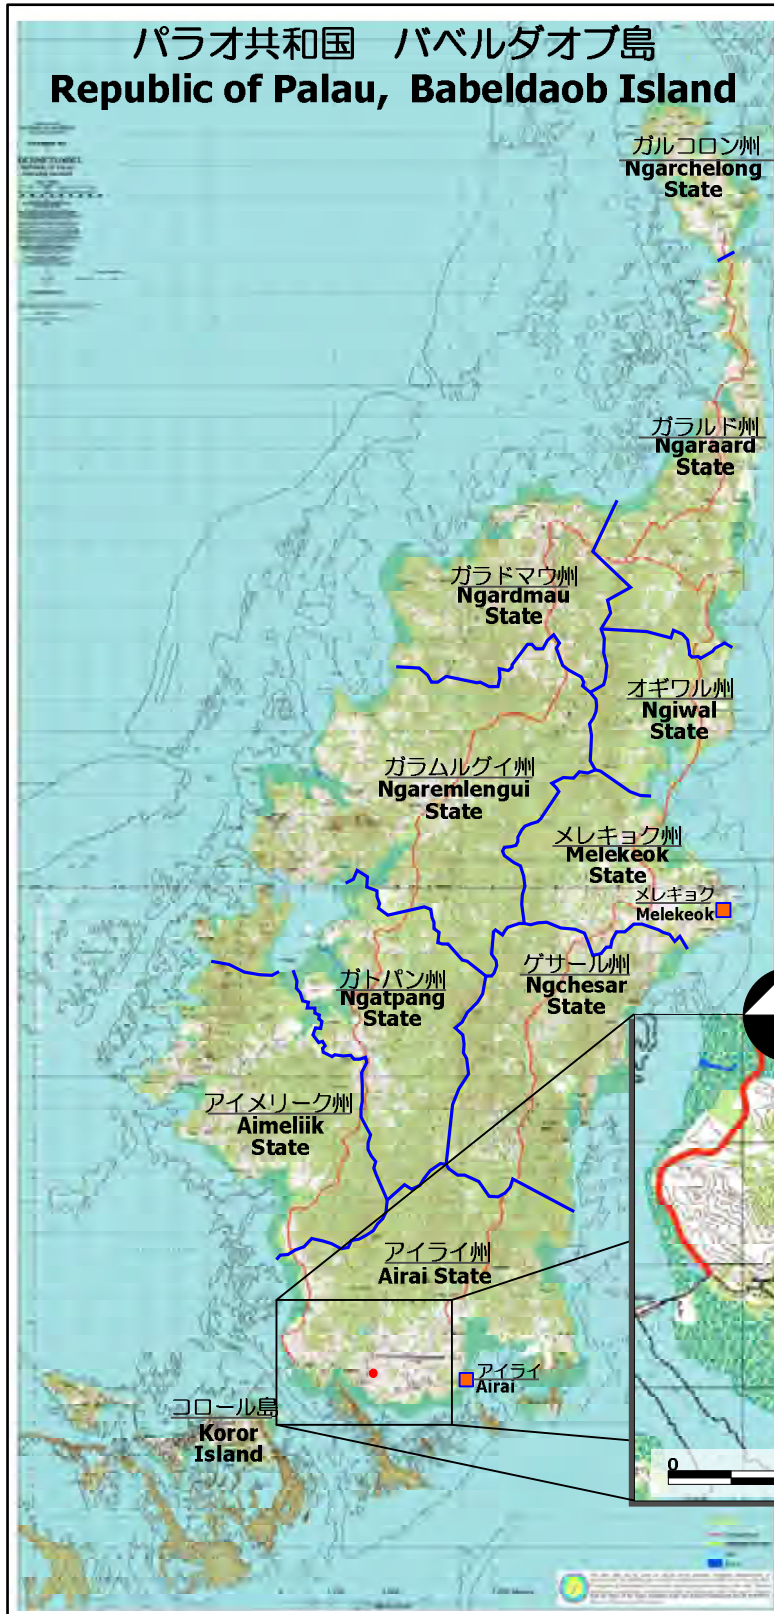 パラオ共和国　バベルダオブ島
Republic of Palau, Babeldaob Island
ガルコロン州
Ngarchelong
State
ガラルド州
Ngaraard
State
ガラドマウ州
Ngardmau
State
オギワル州
Ngiwal
State
ガラムルグイ州
Ngaremlengui
State
メレキョク州
Melekeok
State
メレキョク
Melekeok
ゲサール州
Ngchesar
State
ガトパン州
Ngatpang
State
アイメリーク州
Aimeliik
State
アイライ州
Airai State
アイライ
Airai
コロール島
Koror
Island
0